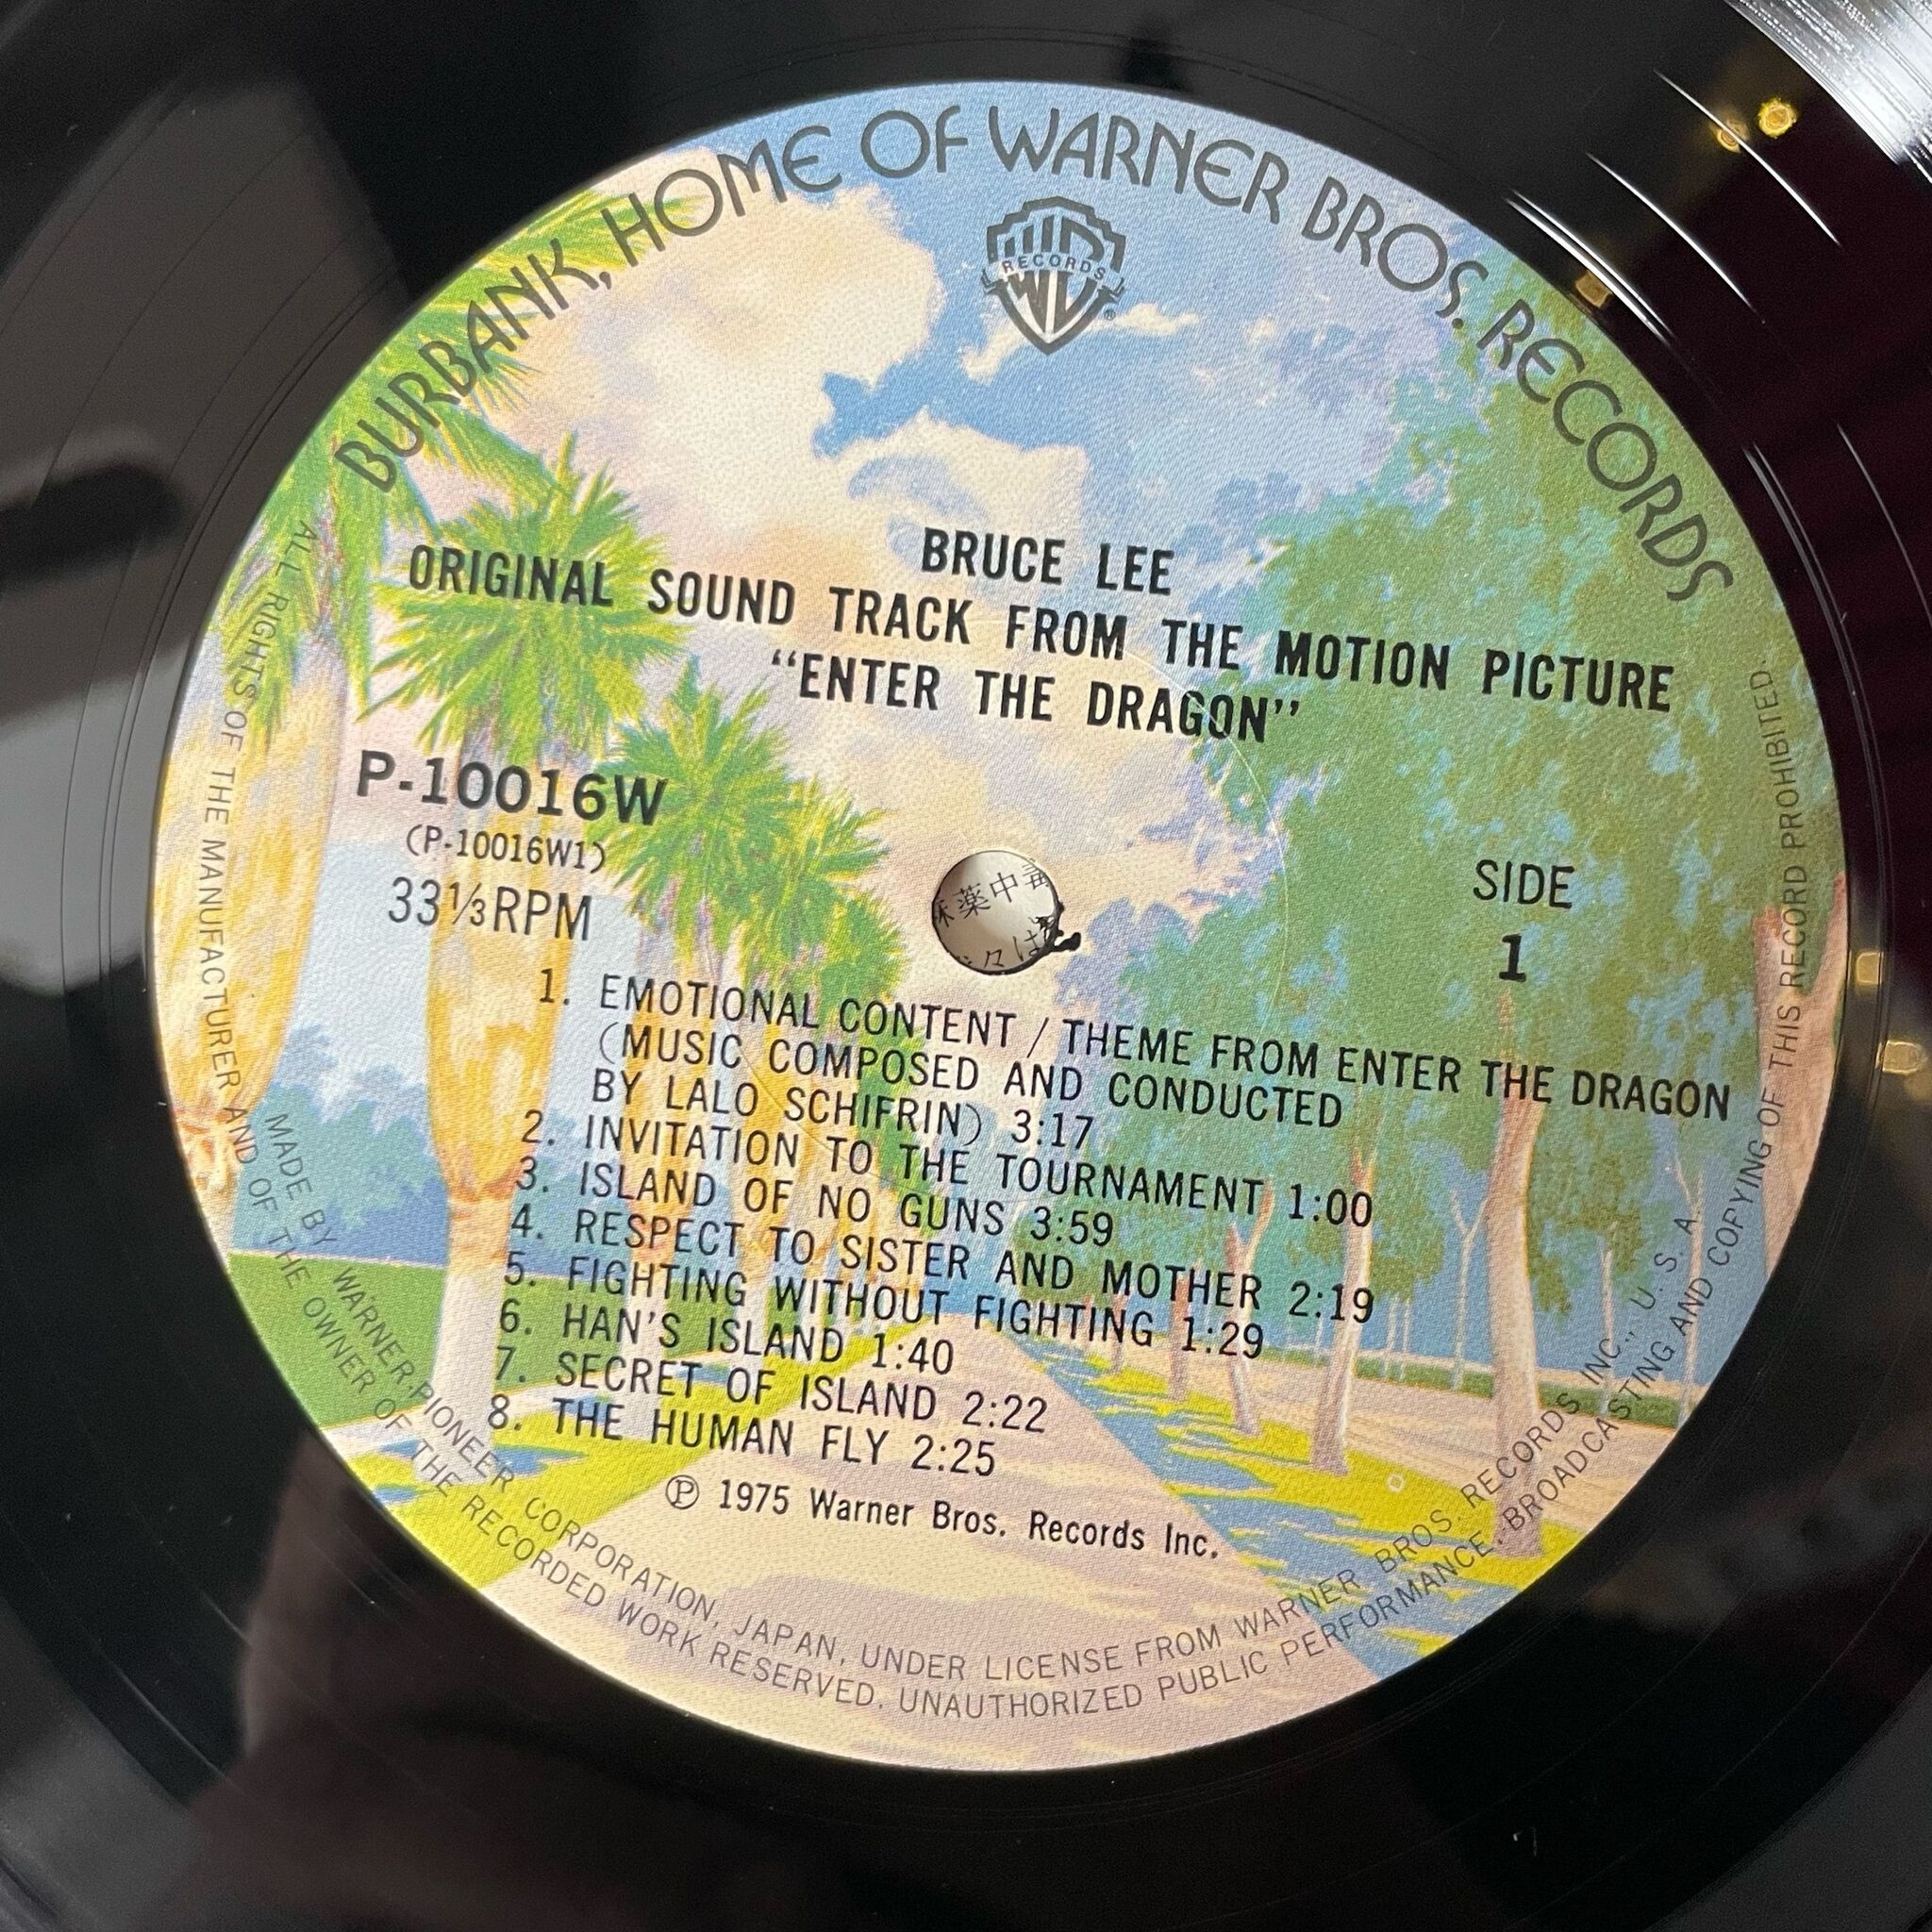 BURBANK, HOME OF WARNER BROS. RECORDS
RECORDS
BRUCE LEE
ORIGINAL SOUND TRACK FROM THE MOTION PICTURE
“ENTER THE DRAGON”
P-10016W
(P-10016W1)
33⅓RPM
SIDE
1
薬中毒
々は
1. EMOTIONAL CONTENT / THEME FROM ENTER THE DRAGON
(MUSIC COMPOSED AND CONDUCTED
BY LALO SCHIFRIN) 3:17
2. INVITATION TO THE TOURNAMENT 1:00
3. ISLAND OF NO GUNS 3:59
4. RESPECT TO SISTER AND MOTHER 2:19
5. FIGHTING WITHOUT FIGHTING 1:29
6. HAN'S ISLAND 1:40
7. SECRET OF ISLAND 2:22
8. THE HUMAN FLY 2:25
Ⓟ 1975 Warner Bros. Records Inc.
MADE BY WARNER-PIONEER CORPORATION, JAPAN, UNDER LICENSE FROM WARNER BROS. RECORDS INC., U. S. A.
ALL RIGHTS OF THE MANUFACTURER AND OF THE OWNER OF THE RECORDED WORK RESERVED. UNAUTHORIZED PUBLIC PERFORMANCE. BROADCASTING AND COPYING OF THIS RECORD PROHIBITED.